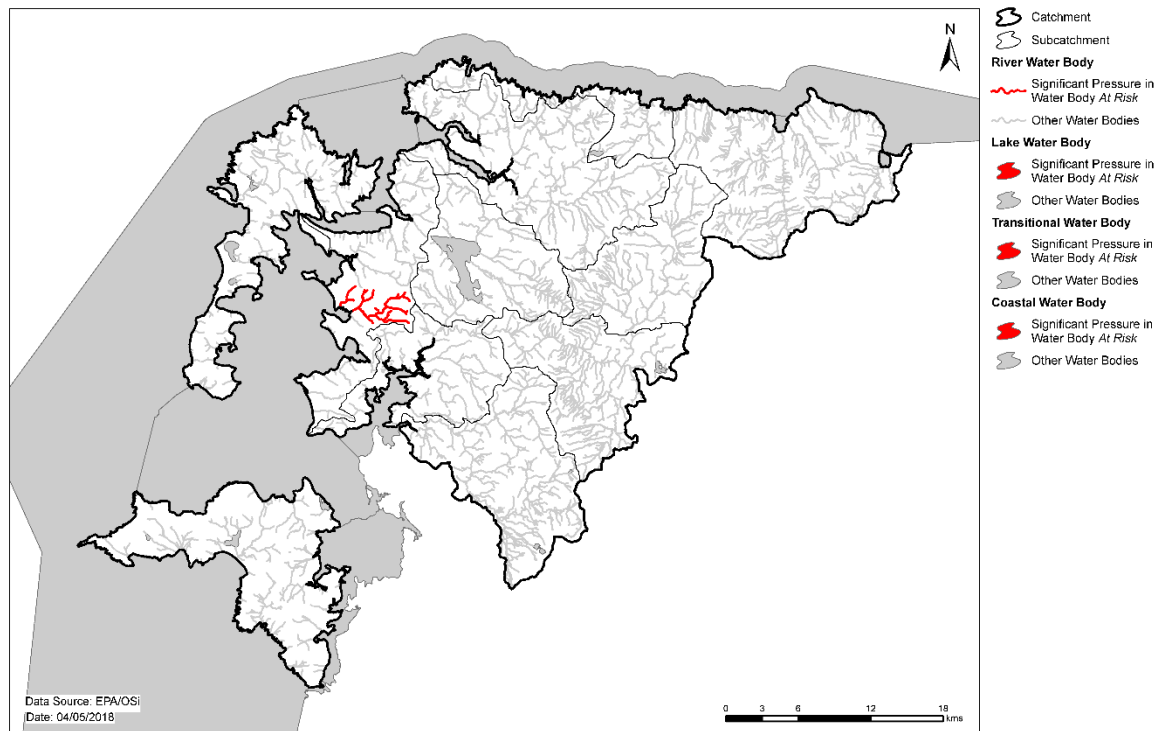 N
Catchment
Subcatchment
River Water Body
Significant Pressure in
Water Body At Risk
Other Water Bodies
Lake Water Body
Significant Pressure in
Water Body At Risk
Other Water Bodies
Transitional Water Body
Significant Pressure in
Water Body At Risk
Other Water Bodies
Coastal Water Body
Significant Pressure in
Water Body At Risk
Other Water Bodies
Data Source: EPA/OSi
Date: 04/05/2018
0 3 6 12 18
kms